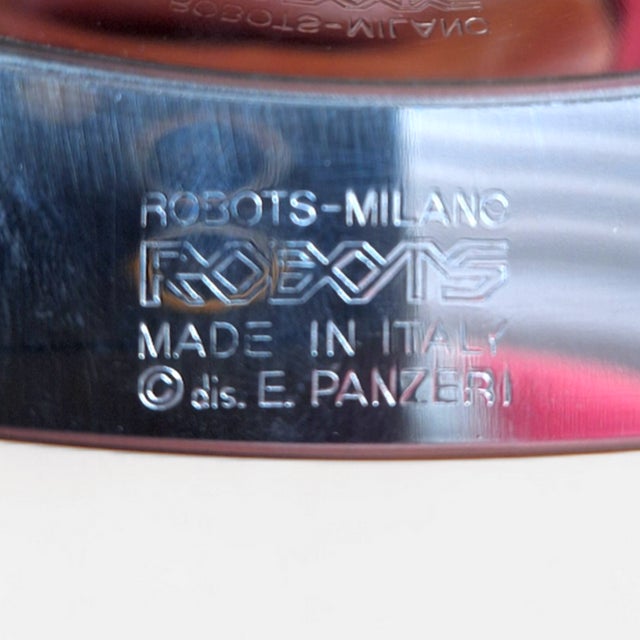 ROBOTS-MILANO
ROBOTS
MADE IN ITALY
© dis. E. PANZERI